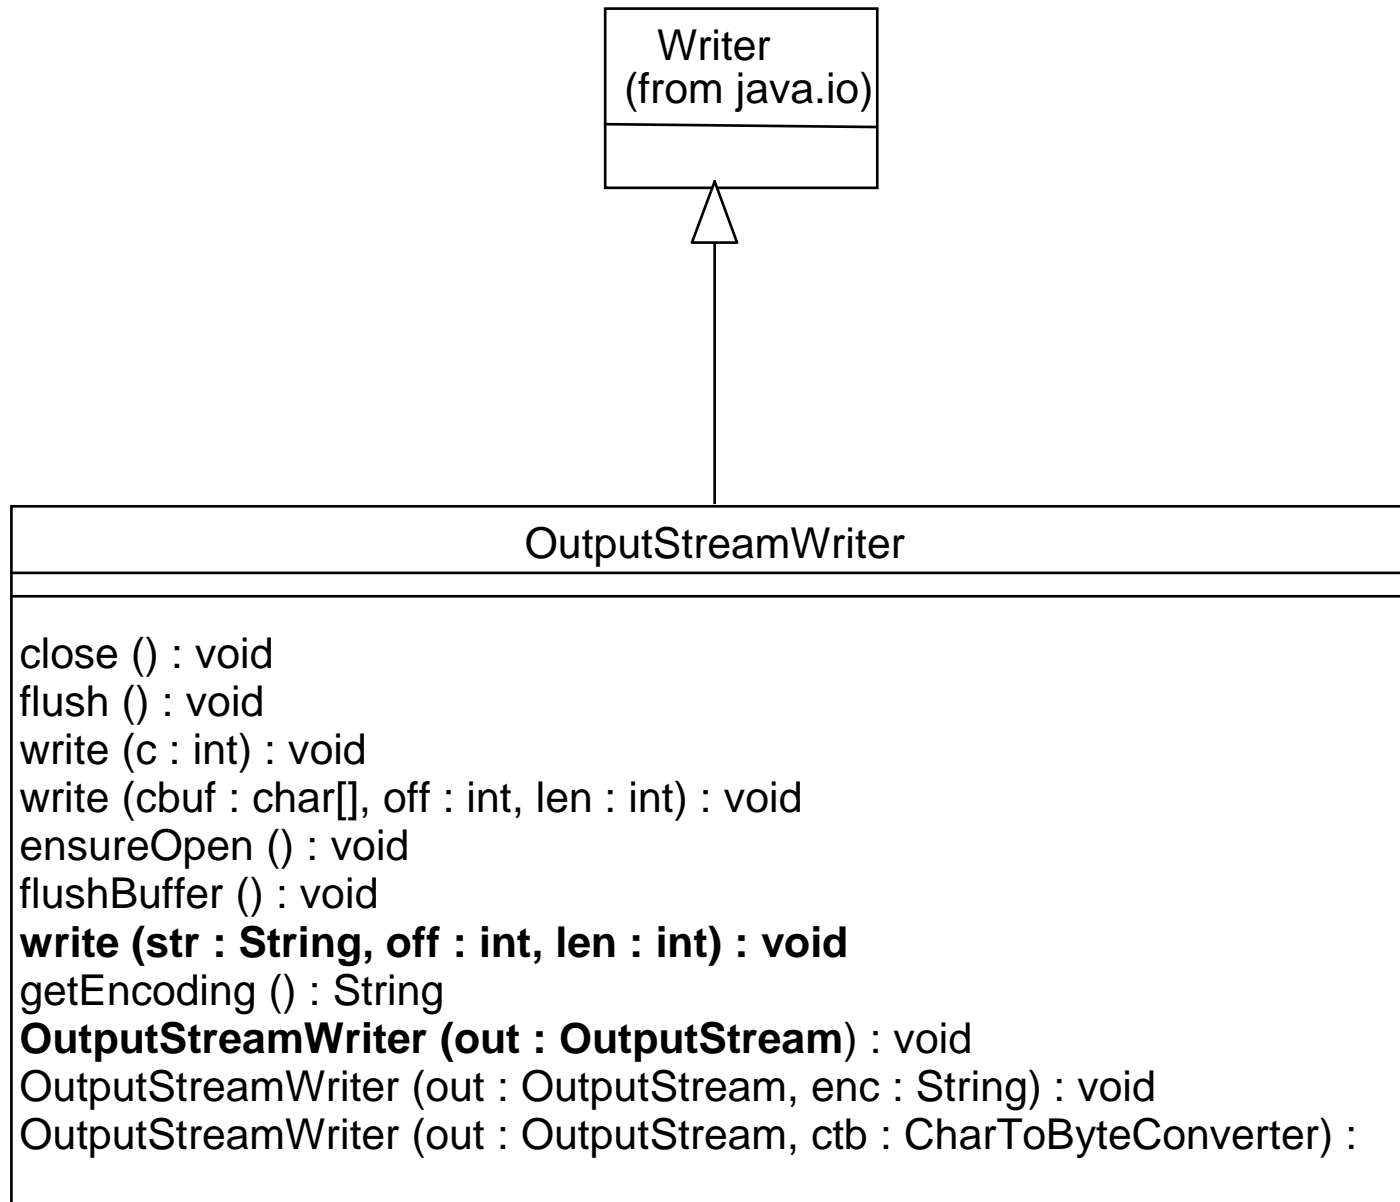 Writer
(from java.io)
OutputStreamWriter
close () : void
flush () : void
write (c : int) : void
write (cbuf : char[], off : int, len : int) : void
ensureOpen () : void
flushBuffer () : void
write (str : String, off : int, len : int) : void
getEncoding () : String
OutputStreamWriter (out : OutputStream) : void
OutputStreamWriter (out : OutputStream, enc : String) : void
OutputStreamWriter (out : OutputStream, ctb : CharToByteConverter) :